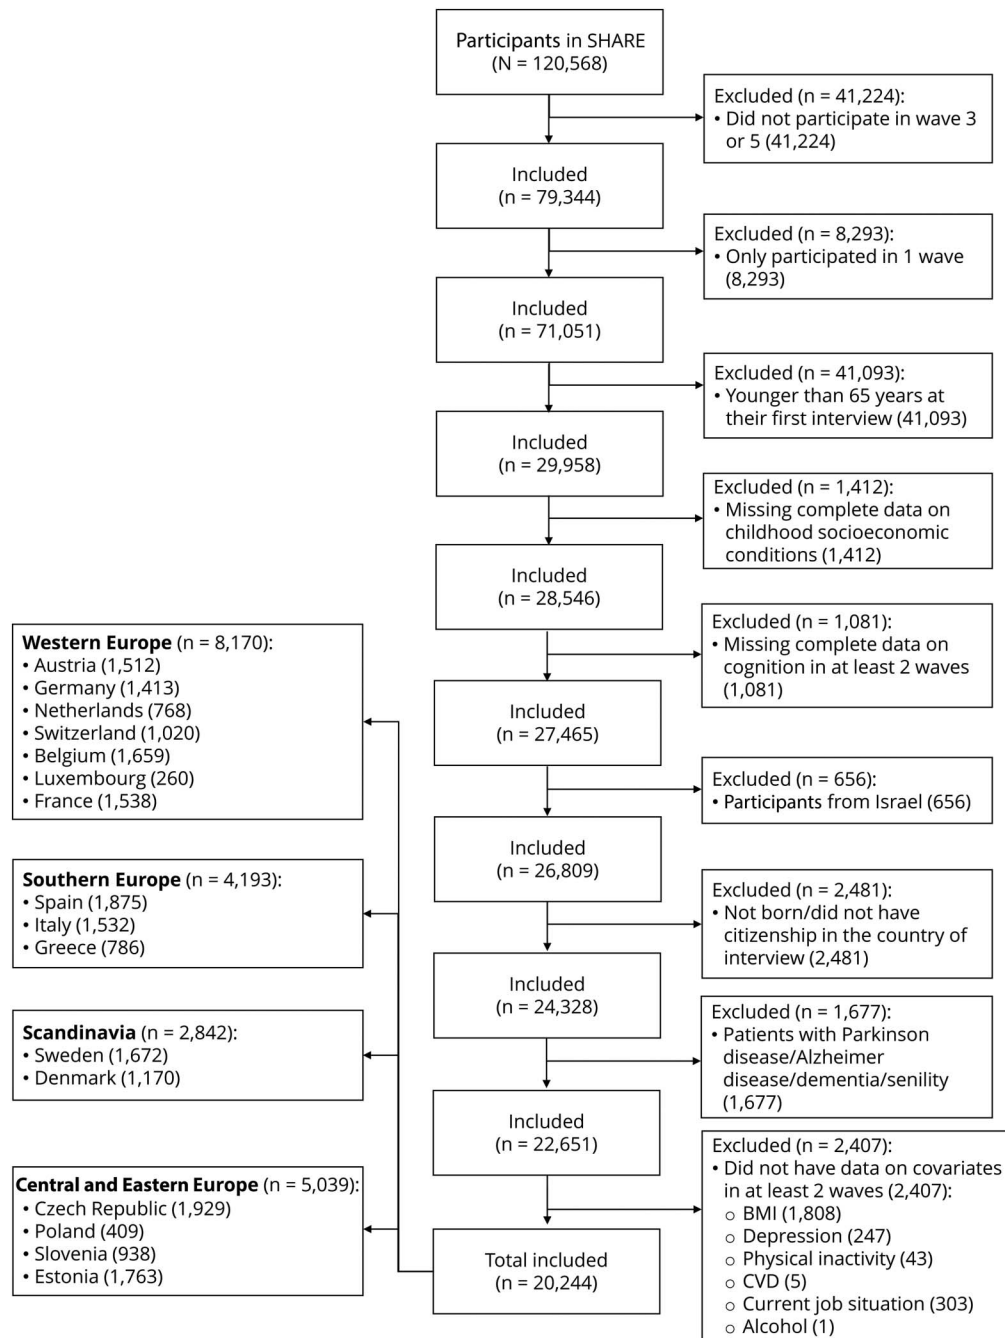 Participants in SHARE
(N = 120,568)
Excluded (n = 41,224):
• Did not participate in wave 3
or 5 (41,224)
Included
(n = 79,344)
Excluded (n = 8,293):
• Only participated in 1 wave
(8,293)
Included
(n = 71,051)
Excluded (n = 41,093):
• Younger than 65 years at
their first interview (41,093)
Included
(n = 29,958)
Excluded (n = 1,412):
• Missing complete data on
childhood socioeconomic
conditions (1,412)
Included
(n = 28,546)
Excluded (n = 1,081):
• Missing complete data on
cognition in at least 2 waves
(1,081)
Included
(n = 27,465)
Excluded (n = 656):
• Participants from Israel (656)
Included
(n = 26,809)
Excluded (n = 2,481):
• Not born/did not have
citizenship in the country of
interview (2,481)
Included
(n = 24,328)
Excluded (n = 1,677):
• Patients with Parkinson
disease/Alzheimer
disease/dementia/senility
(1,677)
Included
(n = 22,651)
Excluded (n = 2,407):
• Did not have data on covariates
in at least 2 waves (2,407):
○ BMI (1,808)
○ Depression (247)
○ Physical inactivity (43)
○ CVD (5)
○ Current job situation (303)
○ Alcohol (1)
Total included
(n = 20,244)
Western Europe (n = 8,170):
• Austria (1,512)
• Germany (1,413)
• Netherlands (768)
• Switzerland (1,020)
• Belgium (1,659)
• Luxembourg (260)
• France (1,538)
Southern Europe (n = 4,193):
• Spain (1,875)
• Italy (1,532)
• Greece (786)
Scandinavia (n = 2,842):
• Sweden (1,672)
• Denmark (1,170)
Central and Eastern Europe (n = 5,039):
• Czech Republic (1,929)
• Poland (409)
• Slovenia (938)
• Estonia (1,763)